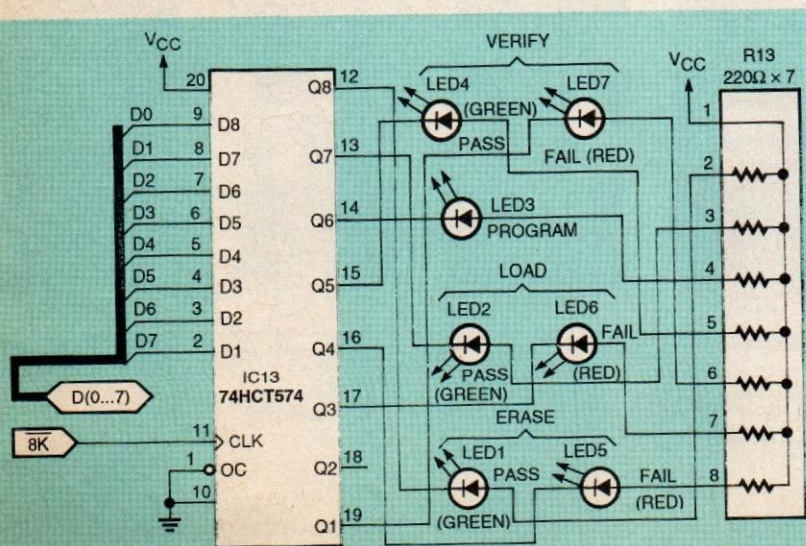 VERIFY
VCC
R13
220Ω × 7
VCC
20
12
Q8
LED4
LED7
(GREEN)
PASS
FAIL (RED)
1
D0 9 D8
D1 8 D7
D2 7 D6
D3 6 D5
D4 5 D4
D5 4 D3
D6 3 D2
D7 2 D1
Q7 13
Q6 14
Q5 15
Q4 16
Q3 17
Q2 18
Q1 19
LED3
PROGRAM
LOAD
LED2
LED6
FAIL
PASS
(GREEN)
(RED)
ERASE
LED1
PASS
LED5
FAIL
(GREEN)
(RED)
2
3
4
5
6
7
8
IC13
74HCT574
D(0...7)
8K
11 CLK
1 OC
10